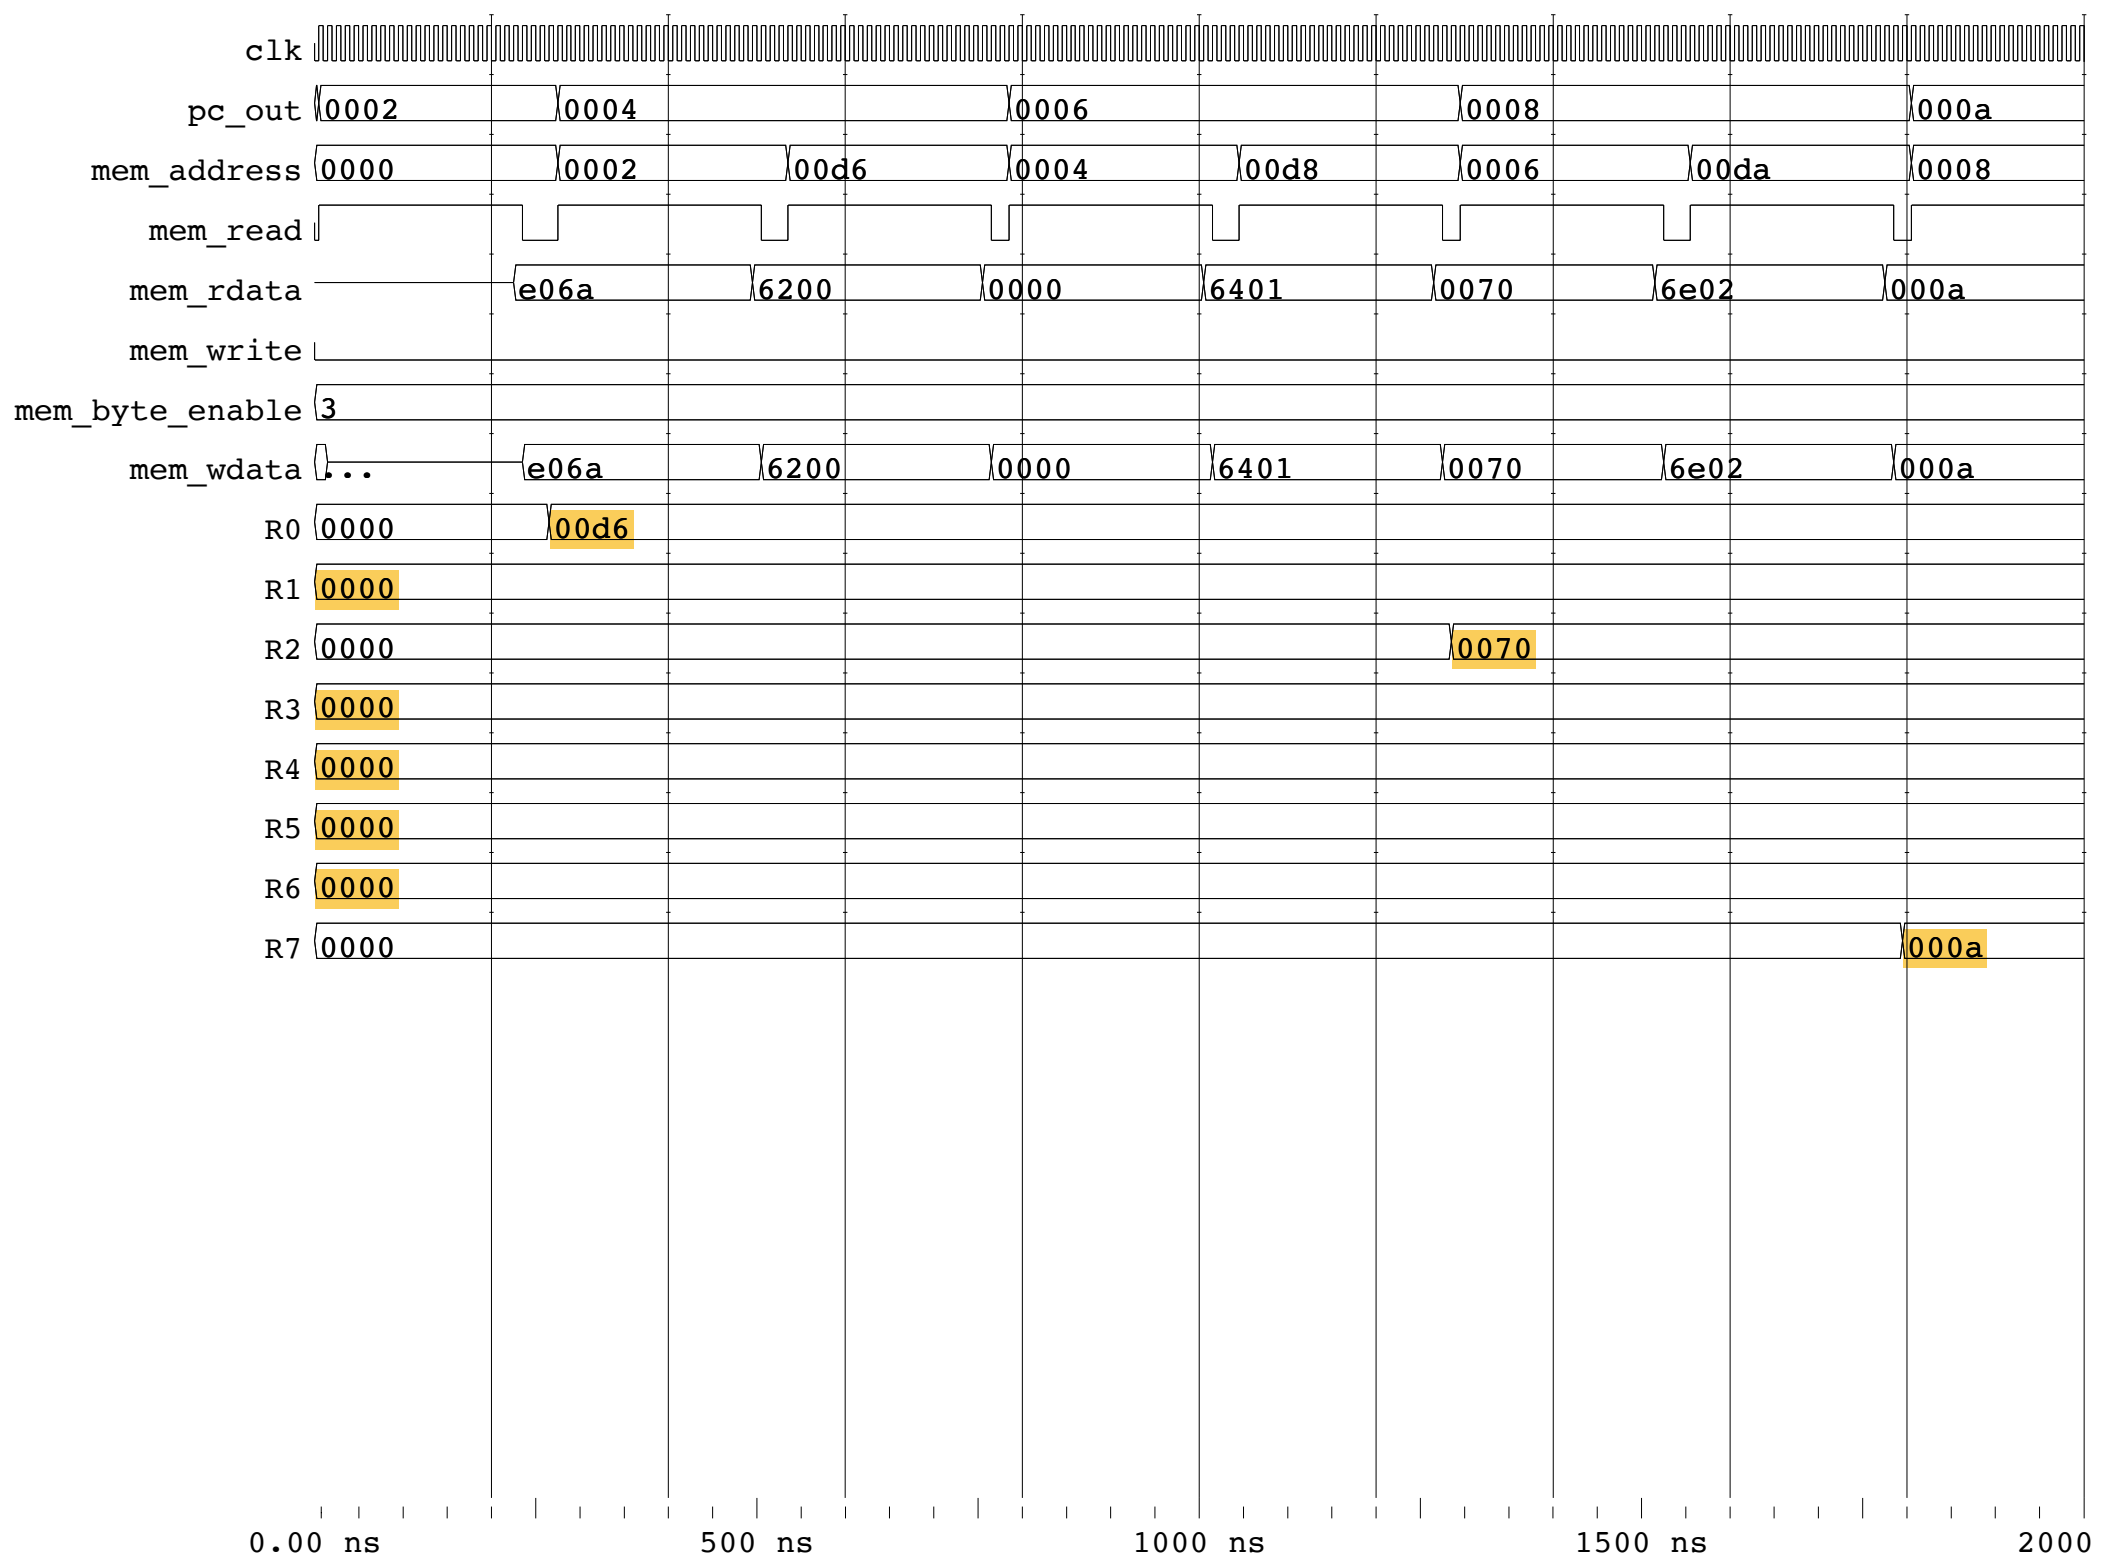 clk
pc_out 0002 0004 0006 0008 000a
mem_address 0000 0002 00d6 0004 00d8 0006 00da 0008
mem_read
mem_rdata e06a 6200 0000 6401 0070 6e02 000a
mem_write
mem_byte_enable 3
mem_wdata ... e06a 6200 0000 6401 0070 6e02 000a
R0 0000 00d6
R1 0000
R2 0000 0070
R3 0000
R4 0000
R5 0000
R6 0000
R7 0000 000a
0.00 ns 500 ns 1000 ns 1500 ns 2000